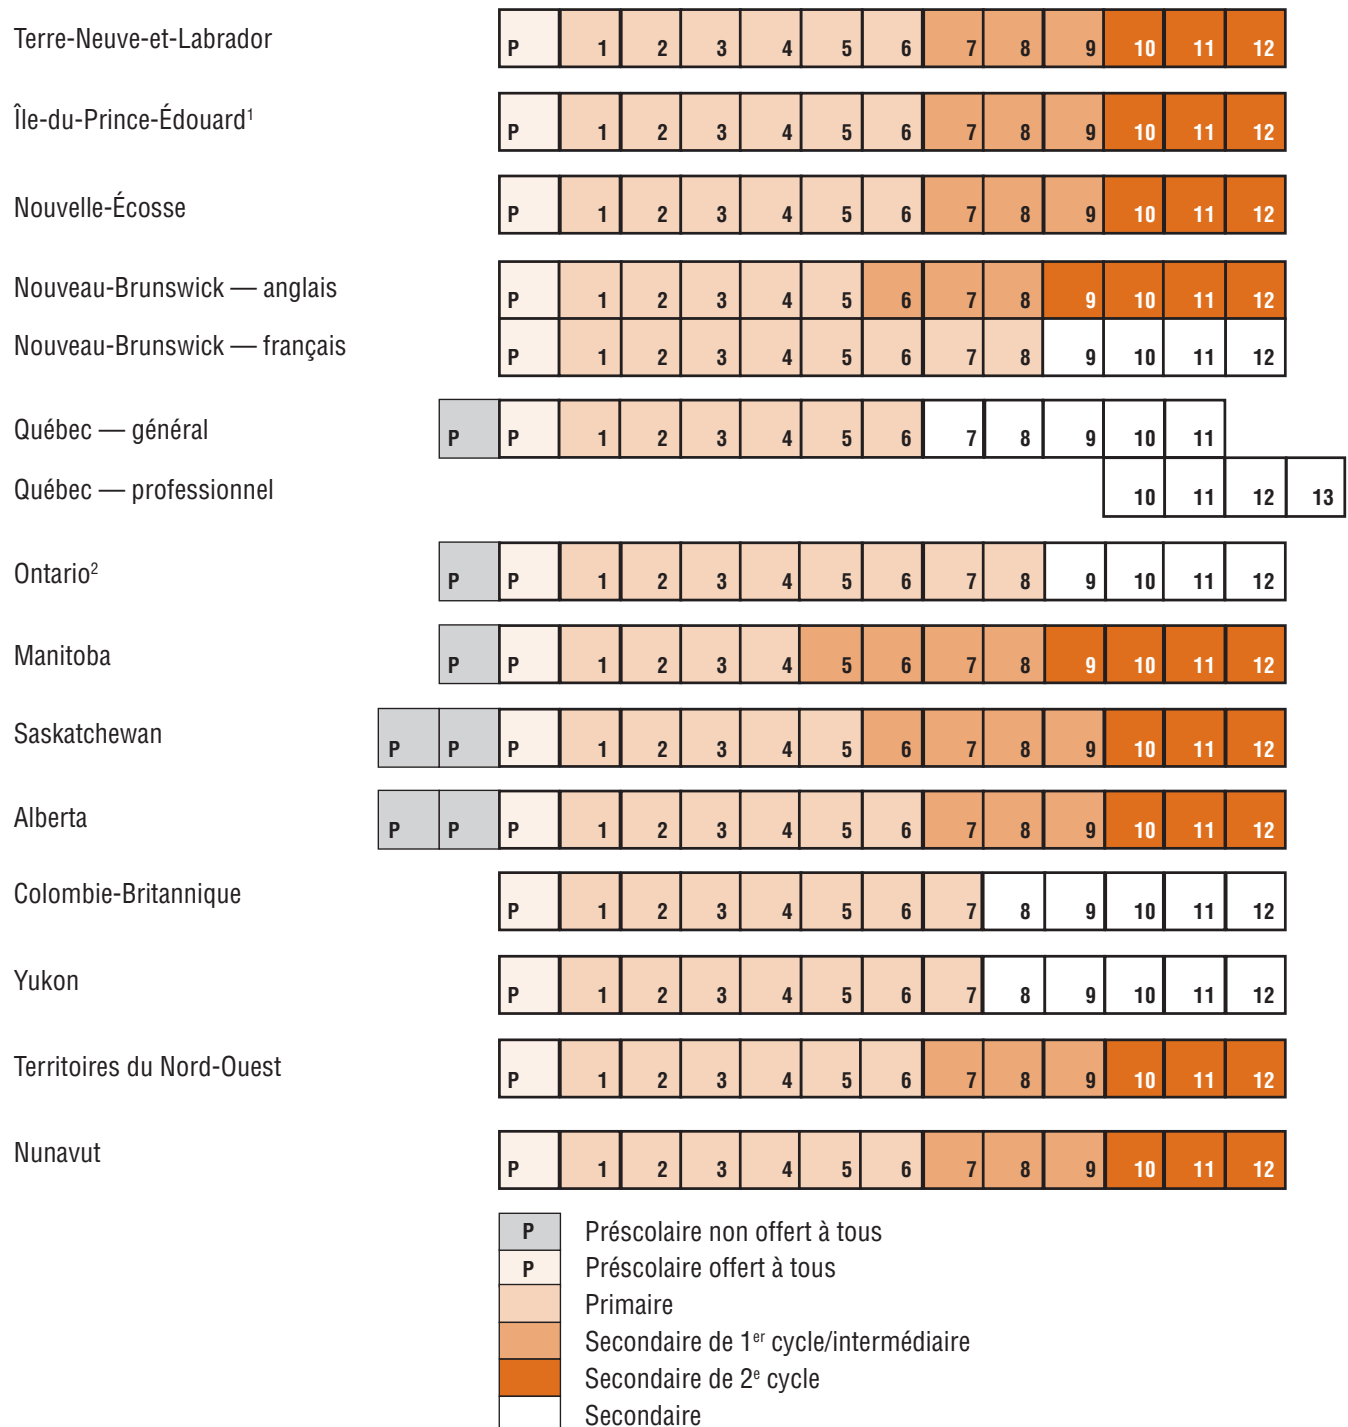 Terre-Neuve-et-Labrador P 1 2 3 4 5 6 7 8 9 10 11 12
Île-du-Prince-Édouard¹ P 1 2 3 4 5 6 7 8 9 10 11 12
Nouvelle-Écosse P 1 2 3 4 5 6 7 8 9 10 11 12
Nouveau-Brunswick — anglais P 1 2 3 4 5 6 7 8 9 10 11 12
Nouveau-Brunswick — français P 1 2 3 4 5 6 7 8 9 10 11 12
Québec — général P P 1 2 3 4 5 6 7 8 9 10 11
Québec — professionnel 10 11 12 13
Ontario² P P 1 2 3 4 5 6 7 8 9 10 11 12
Manitoba P P 1 2 3 4 5 6 7 8 9 10 11 12
Saskatchewan P P P 1 2 3 4 5 6 7 8 9 10 11 12
Alberta P P P 1 2 3 4 5 6 7 8 9 10 11 12
Colombie-Britannique P 1 2 3 4 5 6 7 8 9 10 11 12
Yukon P 1 2 3 4 5 6 7 8 9 10 11 12
Territoires du Nord-Ouest P 1 2 3 4 5 6 7 8 9 10 11 12
Nunavut P 1 2 3 4 5 6 7 8 9 10 11 12
P Préscolaire non offert à tous
P Préscolaire offert à tous
Primaire
Secondaire de 1er cycle/intermédiaire
Secondaire de 2e cycle
Secondaire